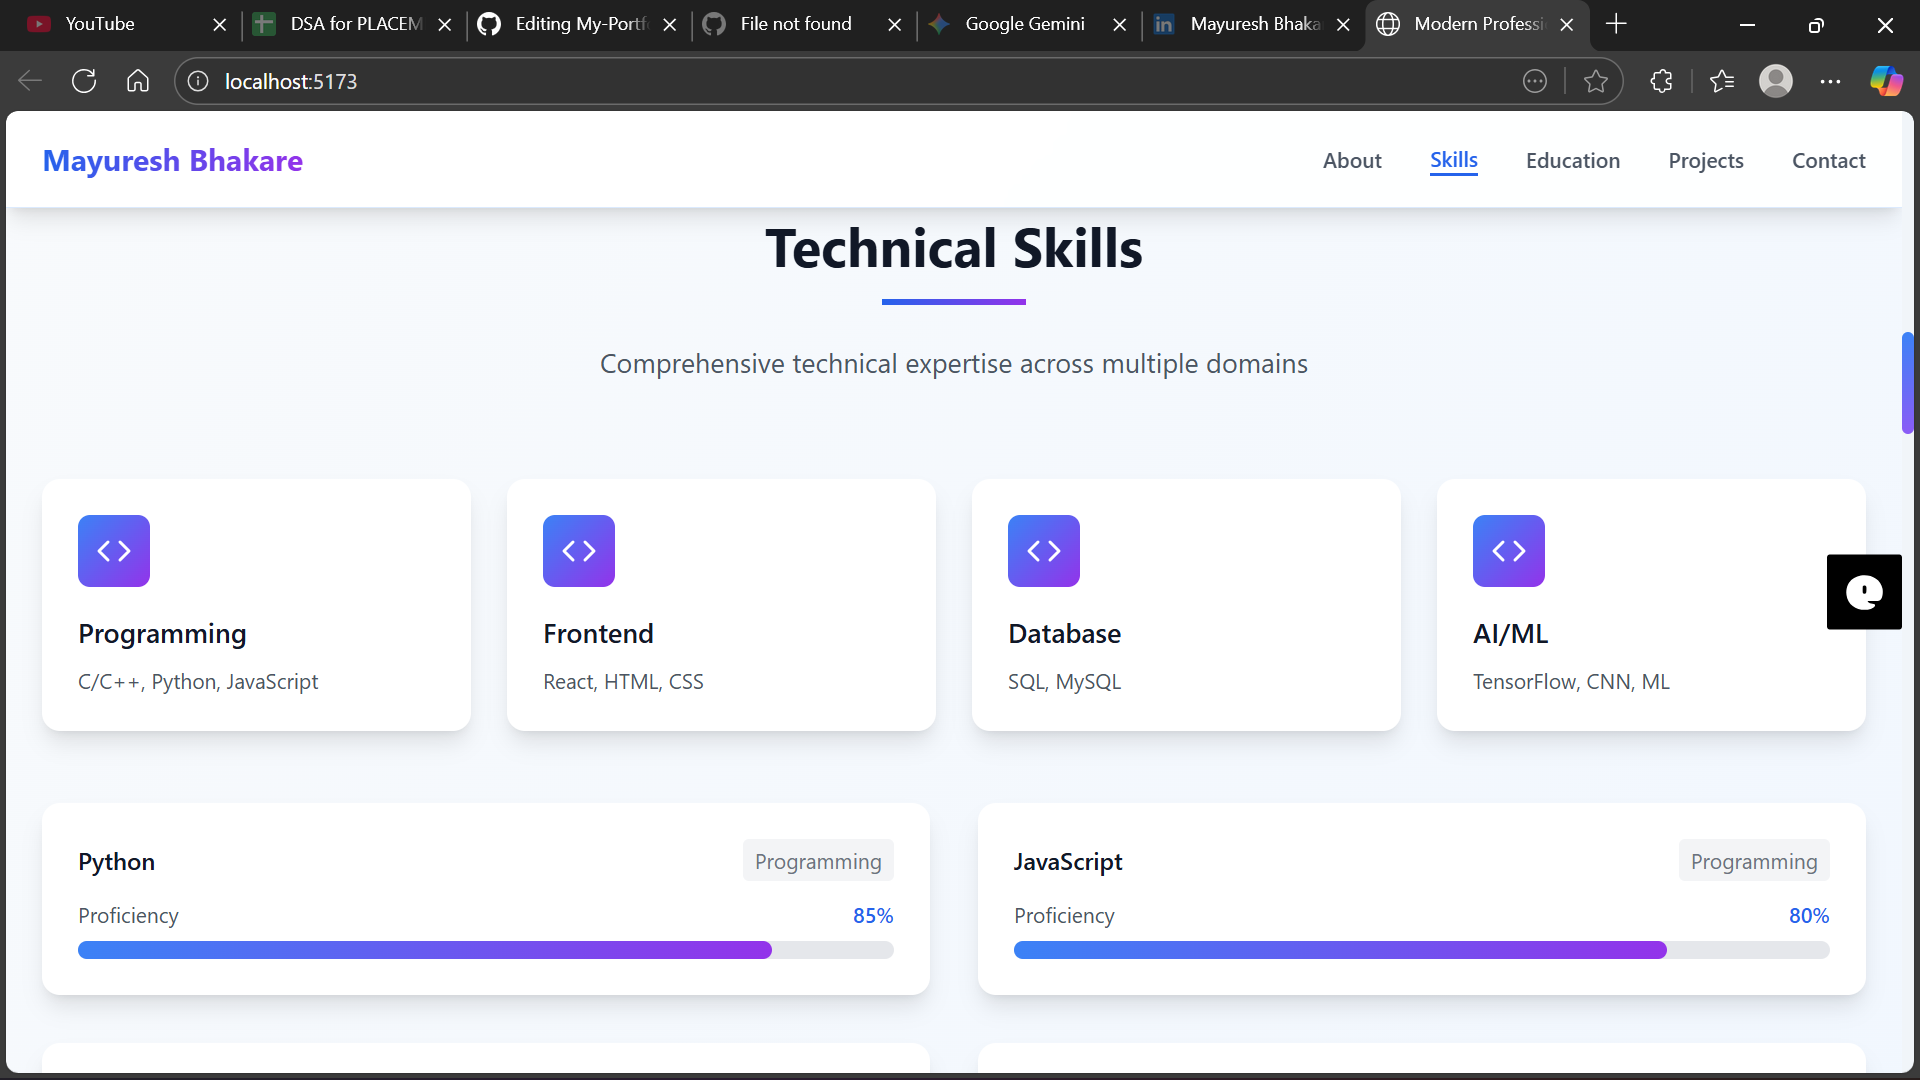 YouTube
DSA for PLACEM
Editing My-Portf
File not found
Google Gemini
Mayuresh Bhaka
Modern Professi
localhost:5173
Mayuresh Bhakare
About
Skills
Education
Projects
Contact
Technical Skills
Comprehensive technical expertise across multiple domains
Programming
C/C++, Python, JavaScript
Frontend
React, HTML, CSS
Database
SQL, MySQL
AI/ML
TensorFlow, CNN, ML
Python
Programming
Proficiency
85%
JavaScript
Programming
Proficiency
80%